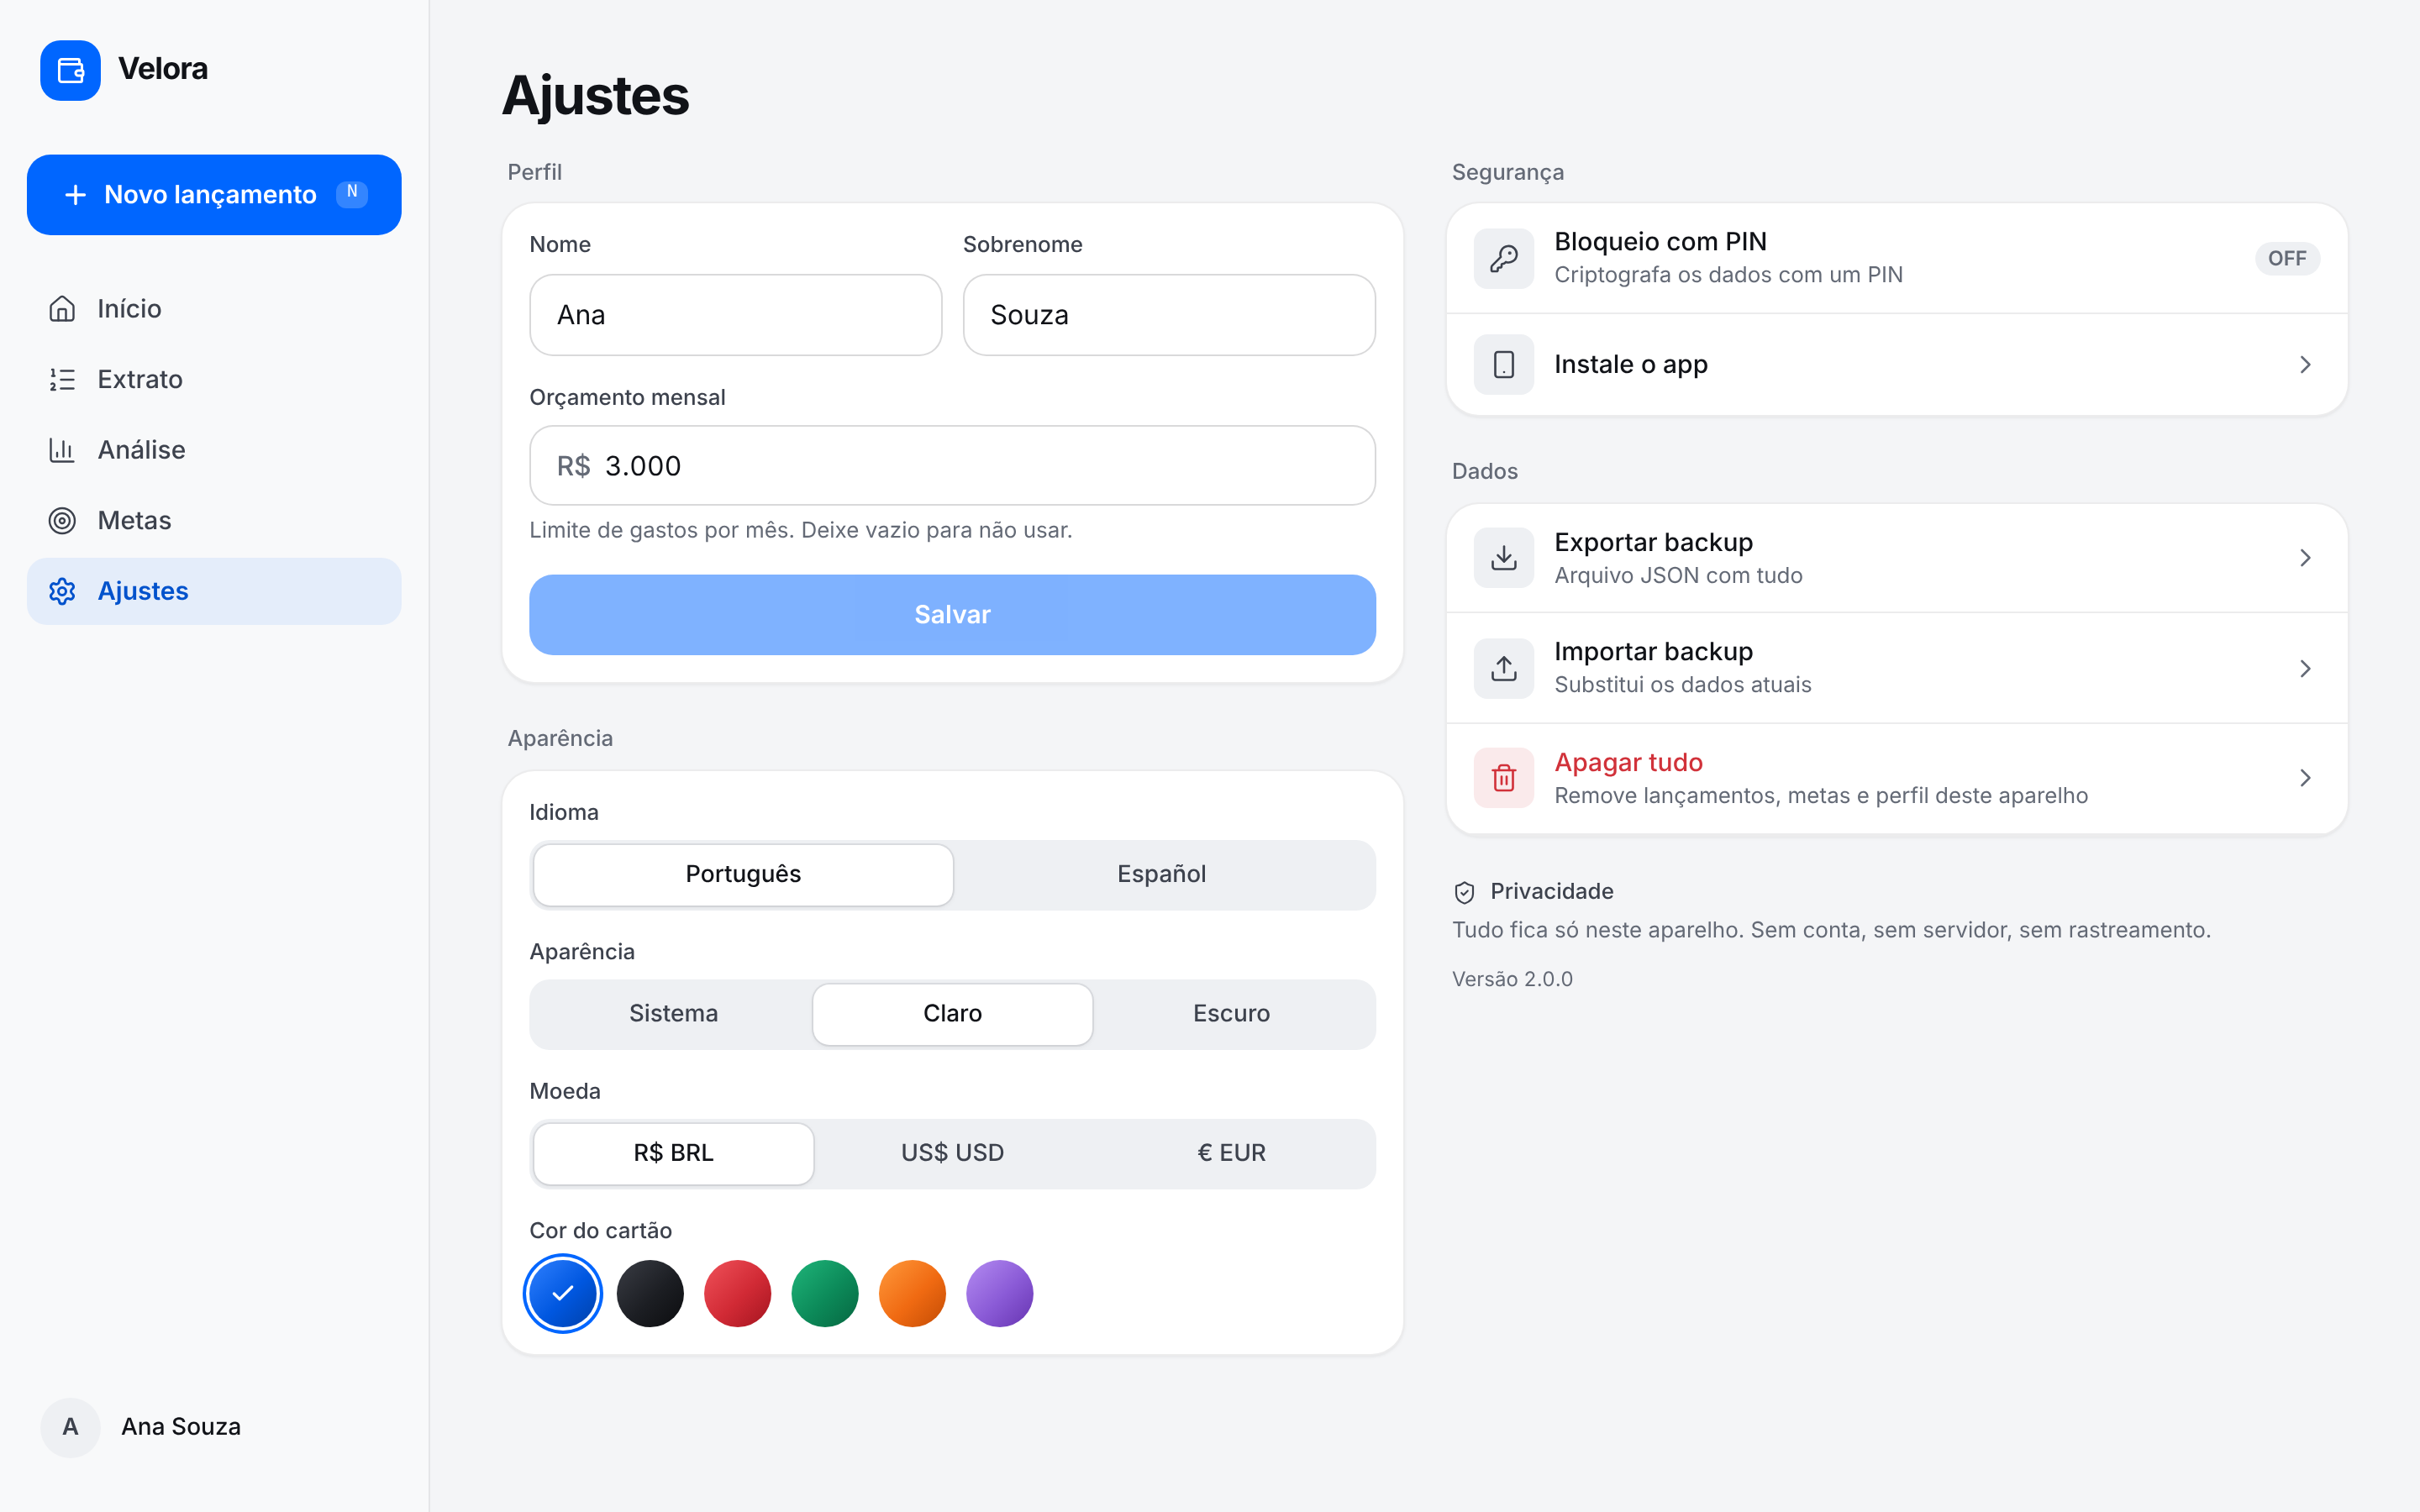 Velora
Novo lançamento N
Início
Extrato
Análise
Metas
Ajustes
A Ana Souza
Ajustes
Perfil
Nome
Ana
Sobrenome
Souza
Orçamento mensal
R$ 3.000
Limite de gastos por mês. Deixe vazio para não usar.
Salvar
Aparência
Idioma
Português Español
Aparência
Sistema Claro Escuro
Moeda
R$ BRL US$ USD € EUR
Cor do cartão
Segurança
Bloqueio com PIN
Criptografa os dados com um PIN
OFF
Instale o app
Dados
Exportar backup
Arquivo JSON com tudo
Importar backup
Substitui os dados atuais
Apagar tudo
Remove lançamentos, metas e perfil deste aparelho
Privacidade
Tudo fica só neste aparelho. Sem conta, sem servidor, sem rastreamento.
Versão 2.0.0